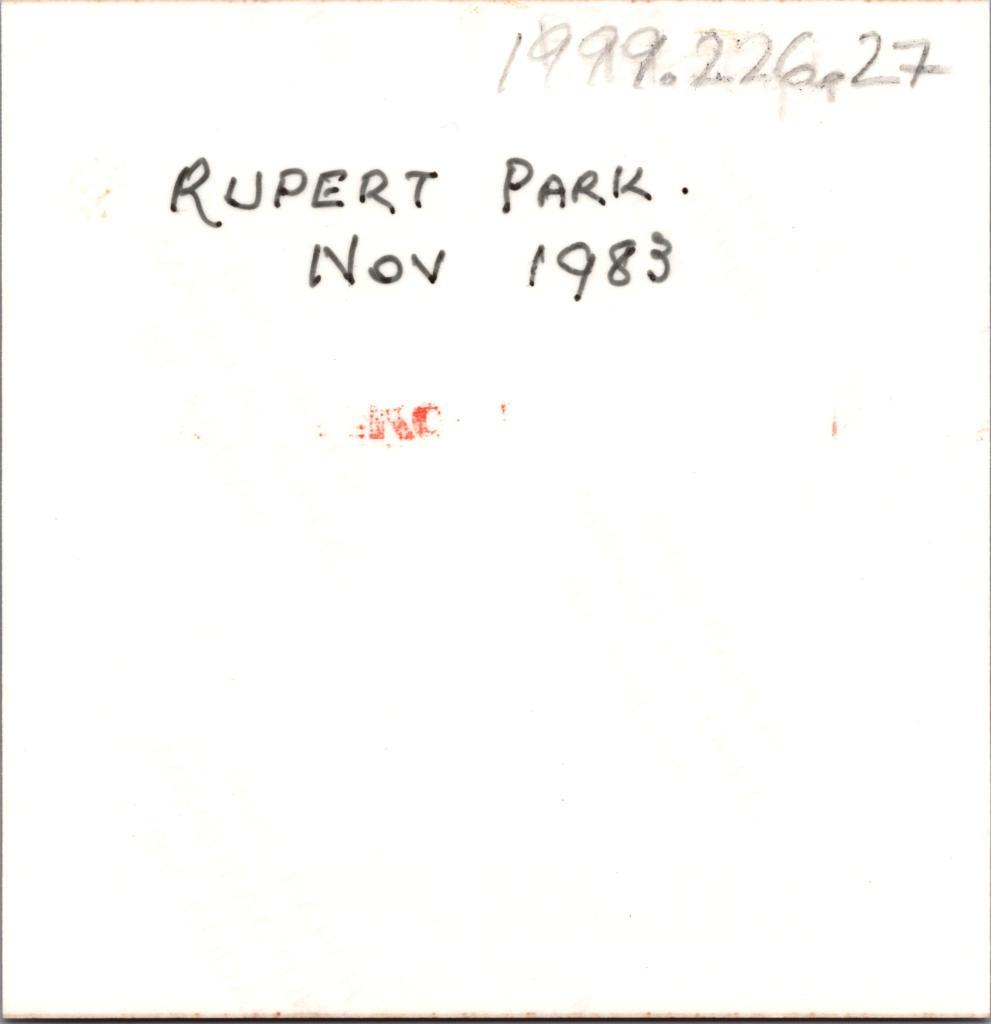 1999.226.27
RUPERT PARK.
NOV 1983